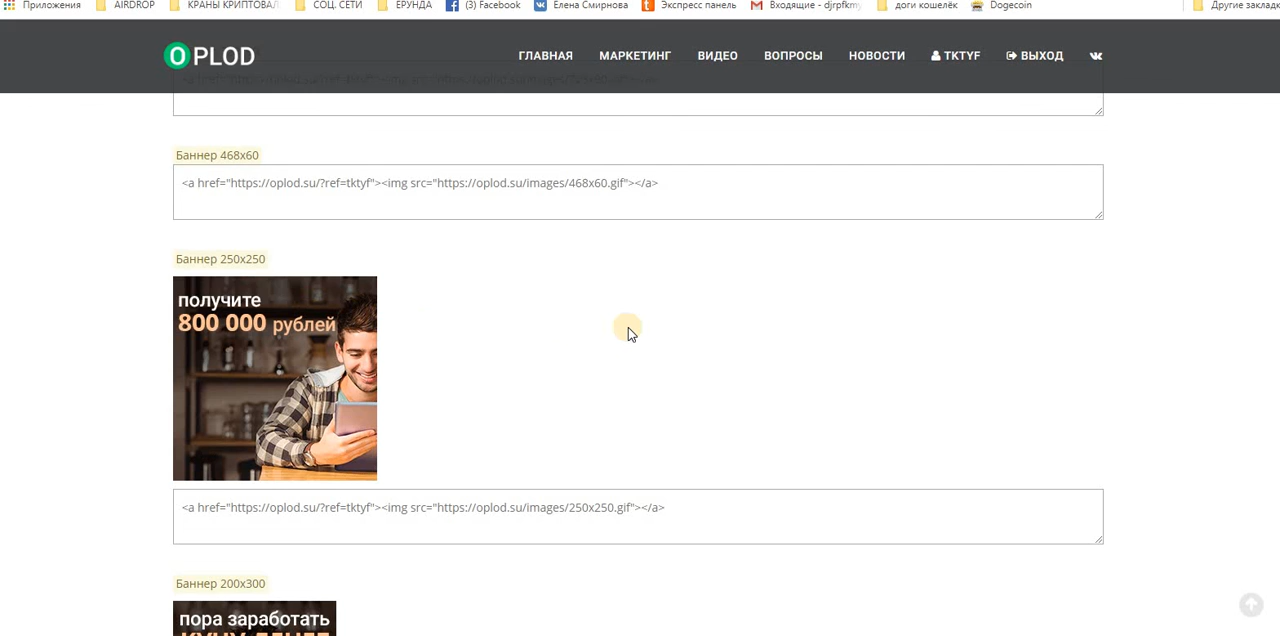 Приложения AIRDROP КРАНЫ КРИПТОВАЛ СОЦ. СЕТИ ЕРУНДА (3) Facebook Елена Смирнова Экспресс панель Входящие - djrpfkm доги кошелёк Dogecoin Другие заклад
OPLOD ГЛАВНАЯ МАРКЕТИНГ ВИДЕО ВОПРОСЫ НОВОСТИ TKTYF ВЫХОД
Баннер 468x60
<a href="https://oplod.su/?ref=tktyf"><img src="https://oplod.su/images/468x60.gif"></a>
Баннер 250x250
получите
800 000 рублей
<a href="https://oplod.su/?ref=tktyf"><img src="https://oplod.su/images/250x250.gif"></a>
Баннер 200x300
пора заработать